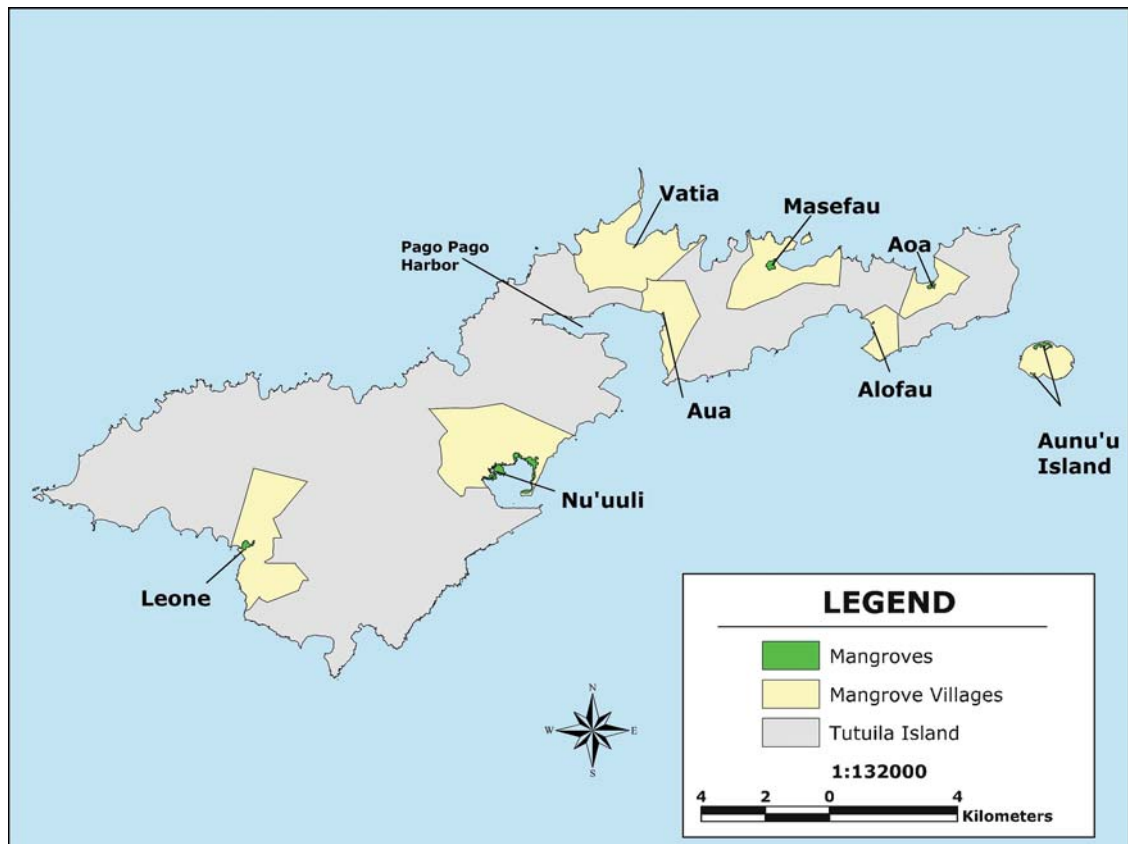 Vatia
Masefau
Pago Pago
Harbor
Aoa
Aua
Alofau
Aunu'u
Island
Nu'uuli
Leone
N
W
E
S
LEGEND
Mangroves
Mangrove Villages
Tutuila Island
1:132000
4 2 0 4
Kilometers